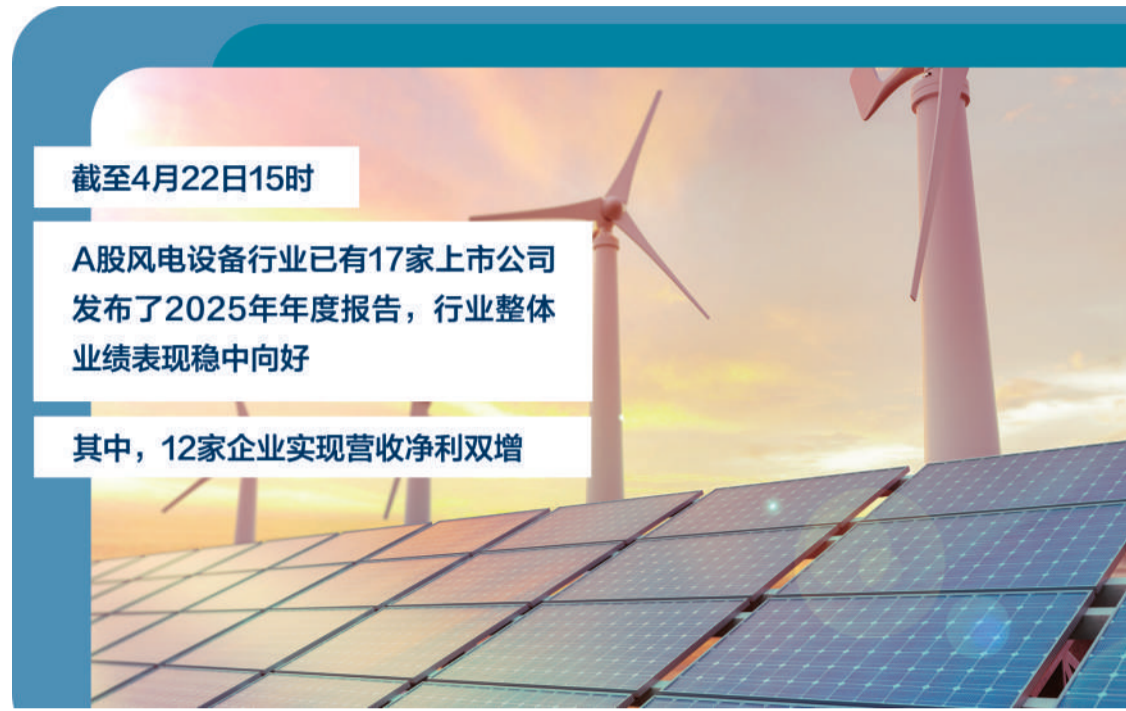 截至4月22日15时
A股风电设备行业已有17家上市公司
发布了2025年年度报告，行业整体
业绩表现稳中向好
其中，12家企业实现营收净利双增